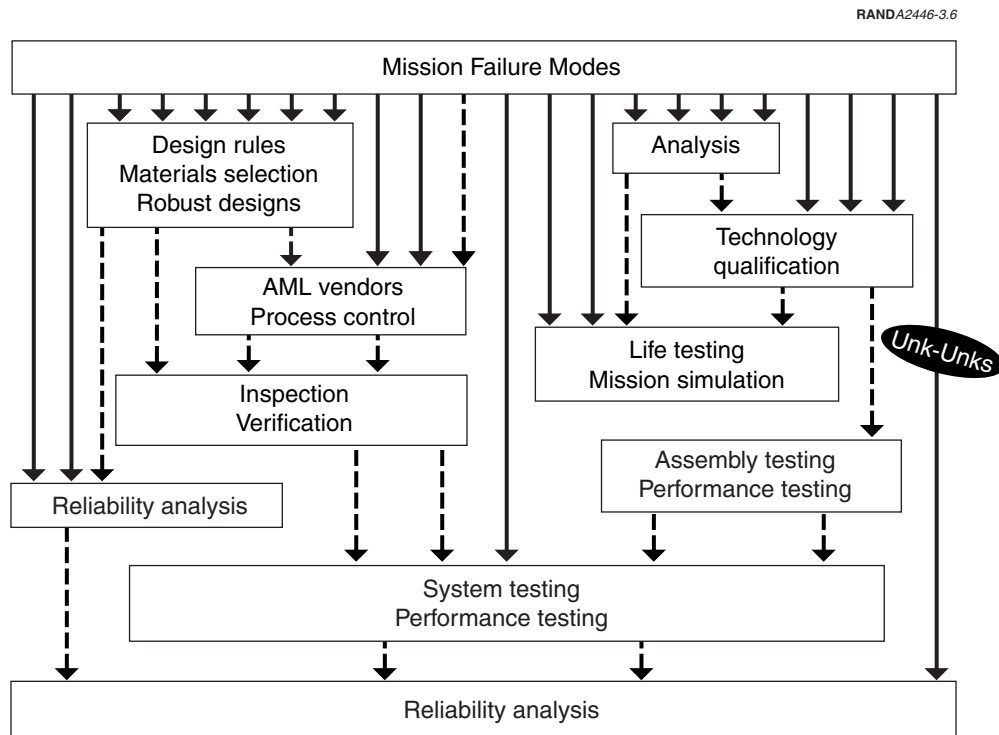 RANDA2446-3.6
Mission Failure Modes
Design rules
Materials selection
Robust designs
Analysis
Technology
qualification
AML vendors
Process control
Life testing
Mission simulation
Unk-Unks
Inspection
Verification
Assembly testing
Performance testing
Reliability analysis
System testing
Performance testing
Reliability analysis